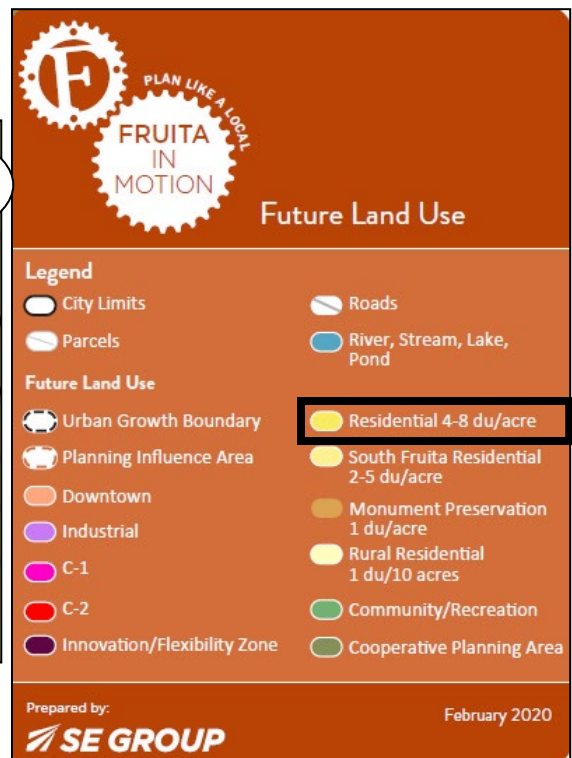 F
PLAN LIKE A LOCAL
FRUITA
IN
MOTION
Future Land Use
Legend
City Limits
Parcels
Roads
River, Stream, Lake,
Pond
Future Land Use
Urban Growth Boundary
Planning Influence Area
Downtown
Industrial
C-1
C-2
Innovation/Flexibility Zone
Residential 4-8 du/acre
South Fruita Residential
2-5 du/acre
Monument Preservation
1 du/acre
Rural Residential
1 du/10 acres
Community/Recreation
Cooperative Planning Area
Prepared by:
SE GROUP
February 2020